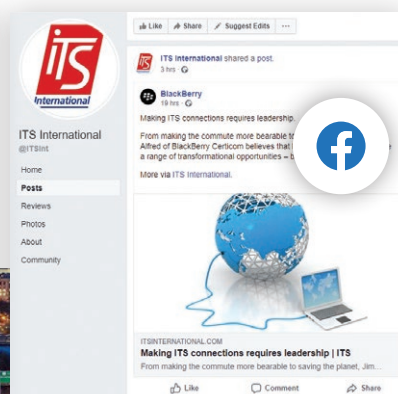 Like Share Suggest Edits ...
iTS
International
ITS International
@ITSint
Home
Posts
Reviews
Photos
About
Community
ITS International shared a post.
3 hrs
BlackBerry
19 hrs
Making ITS connections requires leadership.
From making the commute more bearable to
Alfred of BlackBerry Certicom believes that
a range of transformational opportunities –
More via ITS International.
ITSINTERNATIONAL.COM
Making ITS connections requires leadership | ITS
From making the commute more bearable to saving the planet, Jim...
Like Comment Share